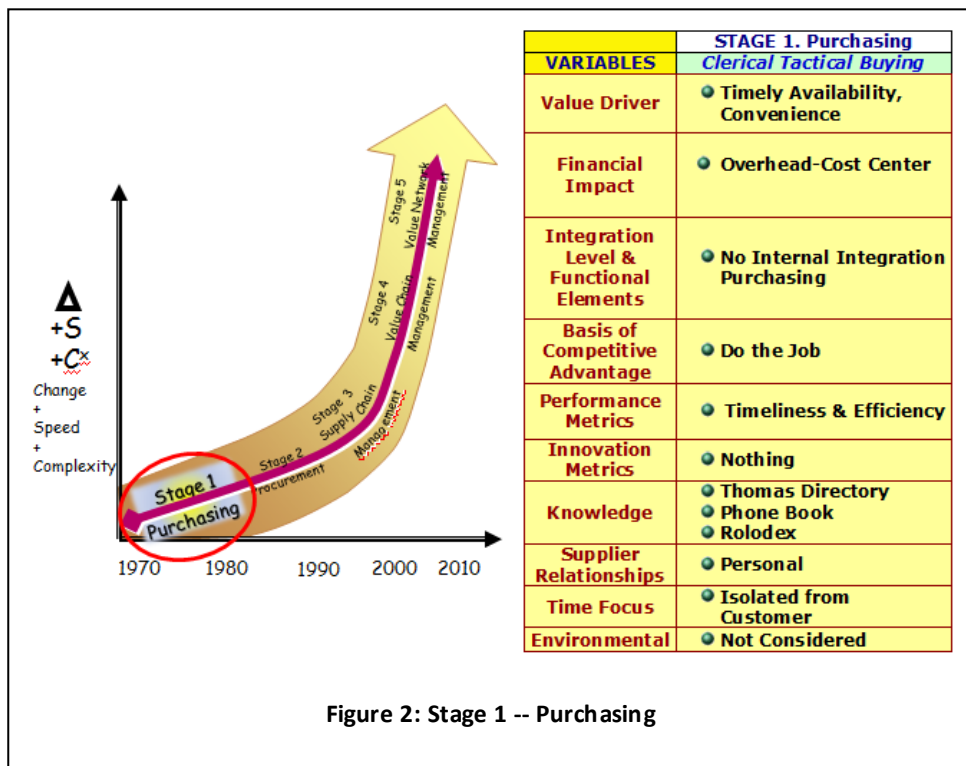 Δ
+S
+Cˣ
Change
+
Speed
+
Complexity
Stage 1
Purchasing
Stage 2
Procurement
Stage 3
Supply Chain
Management
Stage 4
Value Chain
Management
Stage 5
Value Network
Management
1970
1980
1990
2000
2010
STAGE 1. Purchasing
VARIABLES
Clerical Tactical Buying
Value Driver
Timely Availability,
Convenience
Financial
Impact
Overhead-Cost Center
Integration
Level &
Functional
Elements
No Internal Integration
Purchasing
Basis of
Competitive
Advantage
Do the Job
Performance
Metrics
Timeliness & Efficiency
Innovation
Metrics
Nothing
Knowledge
Thomas Directory
Phone Book
Rolodex
Supplier
Relationships
Personal
Time Focus
Isolated from
Customer
Environmental
Not Considered
Figure 2: Stage 1 -- Purchasing